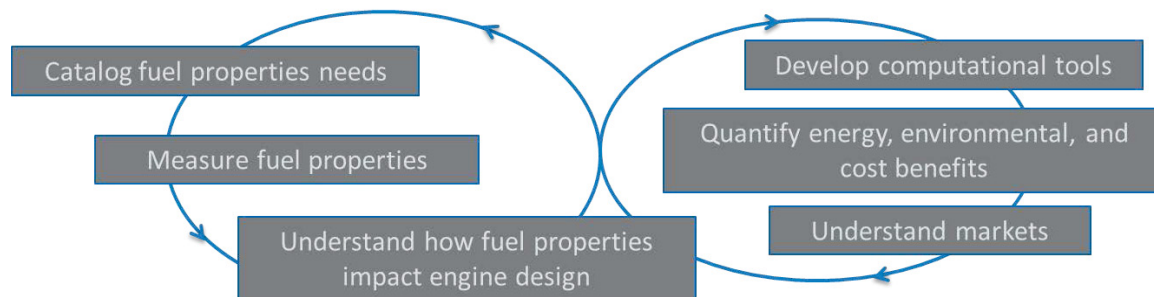 Catalog fuel properties needs
Measure fuel properties
Understand how fuel properties
impact engine design
Develop computational tools
Quantify energy, environmental, and
cost benefits
Understand markets